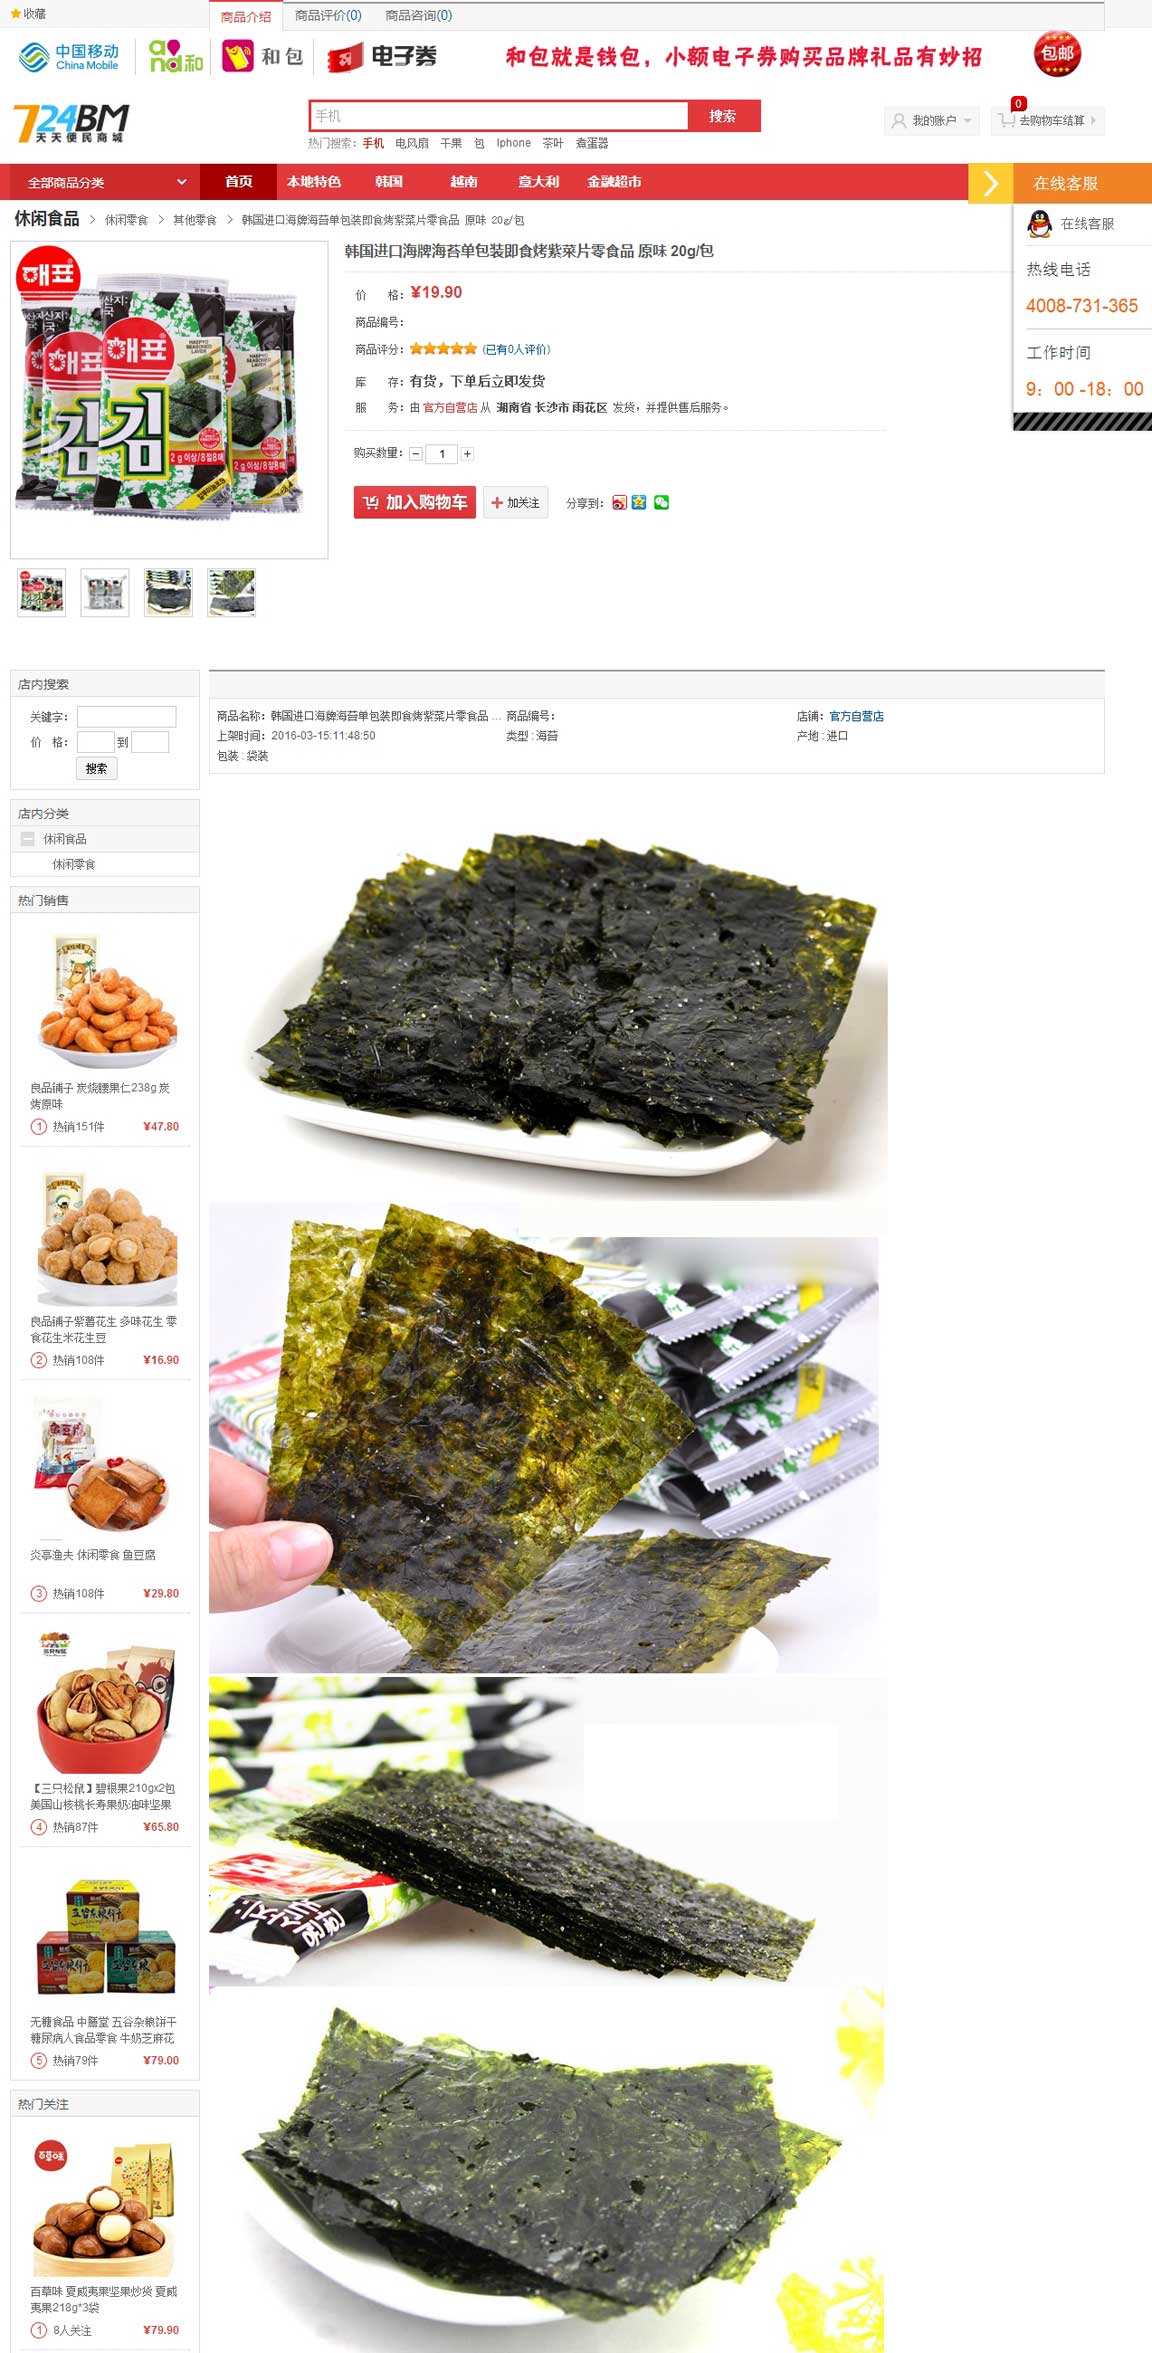 收藏
商品介绍 商品评价(0) 商品咨询(0)
中国移动
China Mobile
and和
和包
电子券
和包就是钱包，小额电子券购买品牌礼品有妙招
包邮
724BM
天天便民商城
手机
搜索
热门搜索： 手机 电风扇 干果 包 Iphone 茶叶 煮蛋器
我的账户
0
去购物车结算
全部商品分类 首页 本地特色 韩国 越南 意大利 金融超市
在线客服
在线客服
热线电话
4008-731-365
工作时间
9：00 -18：00
休闲食品 > 休闲零食 > 其他零食 > 韩国进口海牌海苔单包装即食烤紫菜片零食品 原味 20g/包
해표
김
2g 이상/8절8매
韩国进口海牌海苔单包装即食烤紫菜片零食品 原味 20g/包
价 格：¥19.90
商品编号：
商品评分： (已有0人评价)
库 存：有货，下单后立即发货
服 务：由 官方自营店 从 湖南省 长沙市 雨花区 发货，并提供售后服务。
购买数量： 1
加入购物车
加关注
分享到：
店内搜索
关键字：
价 格： 到
搜索
商品名称：韩国进口海牌海苔单包装即食烤紫菜片零食品 ... 商品编号： 店铺：官方自营店
上架时间：2016-03-15:11:48:50 类型 : 海苔 产地 : 进口
包装 : 袋装
店内分类
休闲食品
休闲零食
热门销售
良品铺子 炭烧腰果仁238g 炭
烤原味
1 热销151件 ¥47.80
良品铺子紫薯花生 多味花生 零
食花生米花生豆
2 热销108件 ¥16.90
炎亭渔夫 休闲零食 鱼豆腐
3 热销108件 ¥29.80
【三只松鼠】碧根果210gx2包
美国山核桃长寿果奶油味坚果
4 热销87件 ¥65.80
无糖食品 中膳堂 五谷杂粮饼干
糖尿病人食品零食 牛奶芝麻花
5 热销79件 ¥79.00
热门关注
百草味
百草味 夏威夷果坚果炒货 夏威
夷果218g*3袋
1 8人关注 ¥79.90